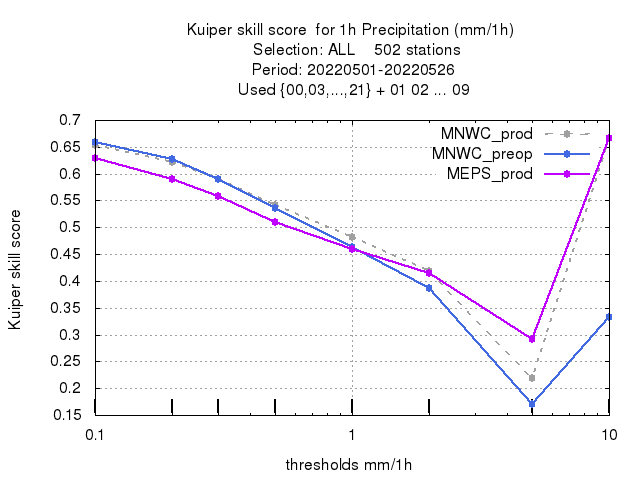 Kuiper skill score  for 1h Precipitation (mm/1h)
Selection: ALL    502 stations
Period: 20220501-20220526
Used {00,03,...,21} + 01 02 ... 09
MNWC_prod
MNWC_preop
MEPS_prod
Kuiper skill score
0.7
0.65
0.6
0.55
0.5
0.45
0.4
0.35
0.3
0.25
0.2
0.15
0.1 1 10
thresholds mm/1h